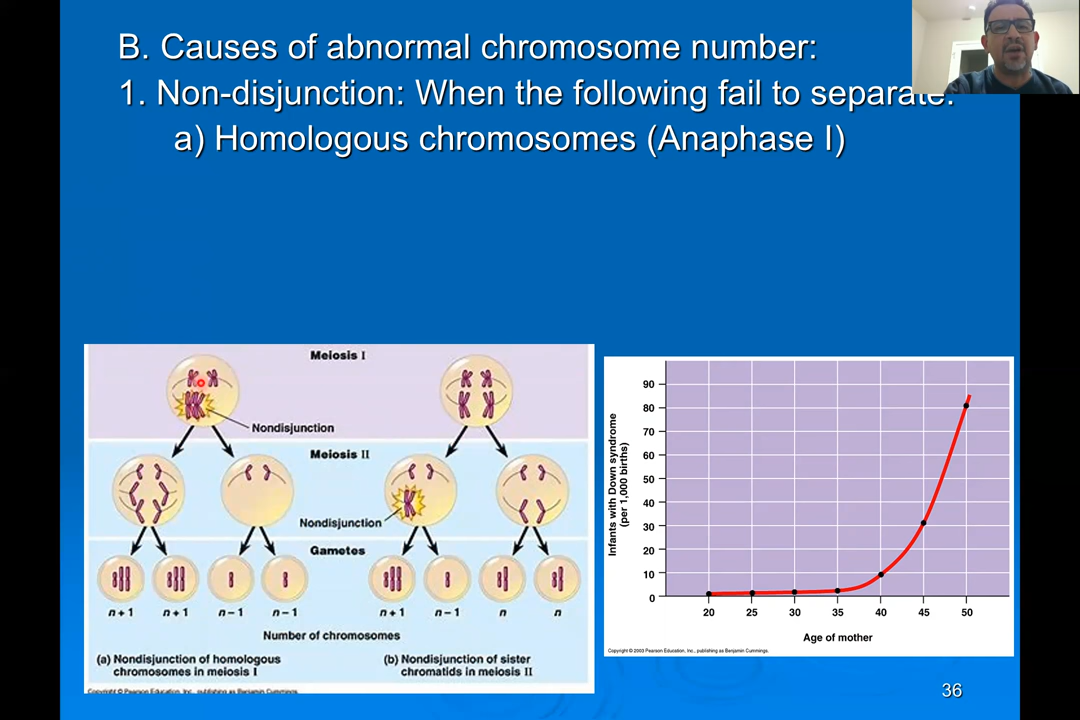 B. Causes of abnormal chromosome number:
1. Non-disjunction: When the following fail to separate:
a) Homologous chromosomes (Anaphase I)
Meiosis I
Nondisjunction
Meiosis II
Nondisjunction
Gametes
n + 1 n + 1 n – 1 n – 1 n + 1 n – 1 n n
Number of chromosomes
(a) Nondisjunction of homologous
chromosomes in meiosis I
(b) Nondisjunction of sister
chromatids in meiosis II
Copyright © Pearson Education, Inc., publishing as Benjamin Cummings.
Infants with Down syndrome
(per 1,000 births)
90
80
70
60
50
40
30
20
10
0
20 25 30 35 40 45 50
Age of mother
Copyright © 2003 Pearson Education, Inc., publishing as Benjamin Cummings.
36